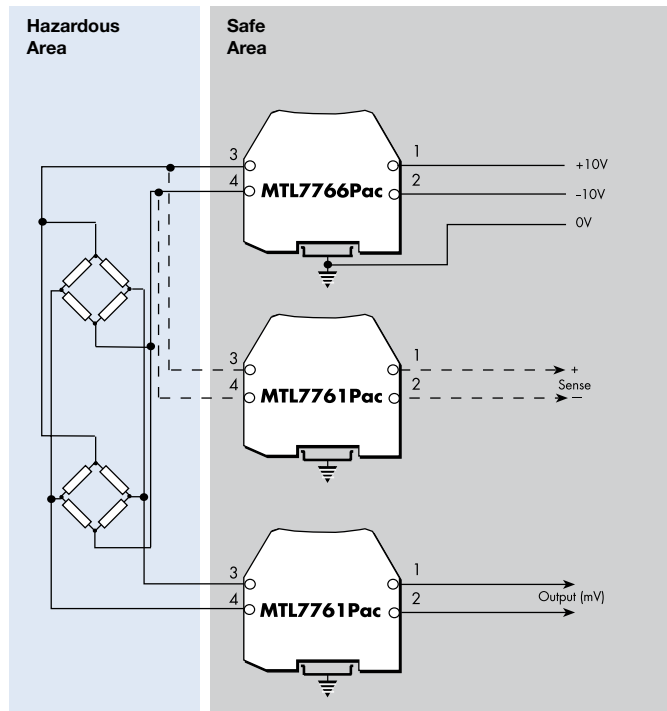 Hazardous
Area
Safe
Area
3
4
MTL7766Pac
1
2
+10V
–10V
0V
3
4
MTL7761Pac
1
2
+
Sense
–
3
4
MTL7761Pac
1
2
Output (mV)